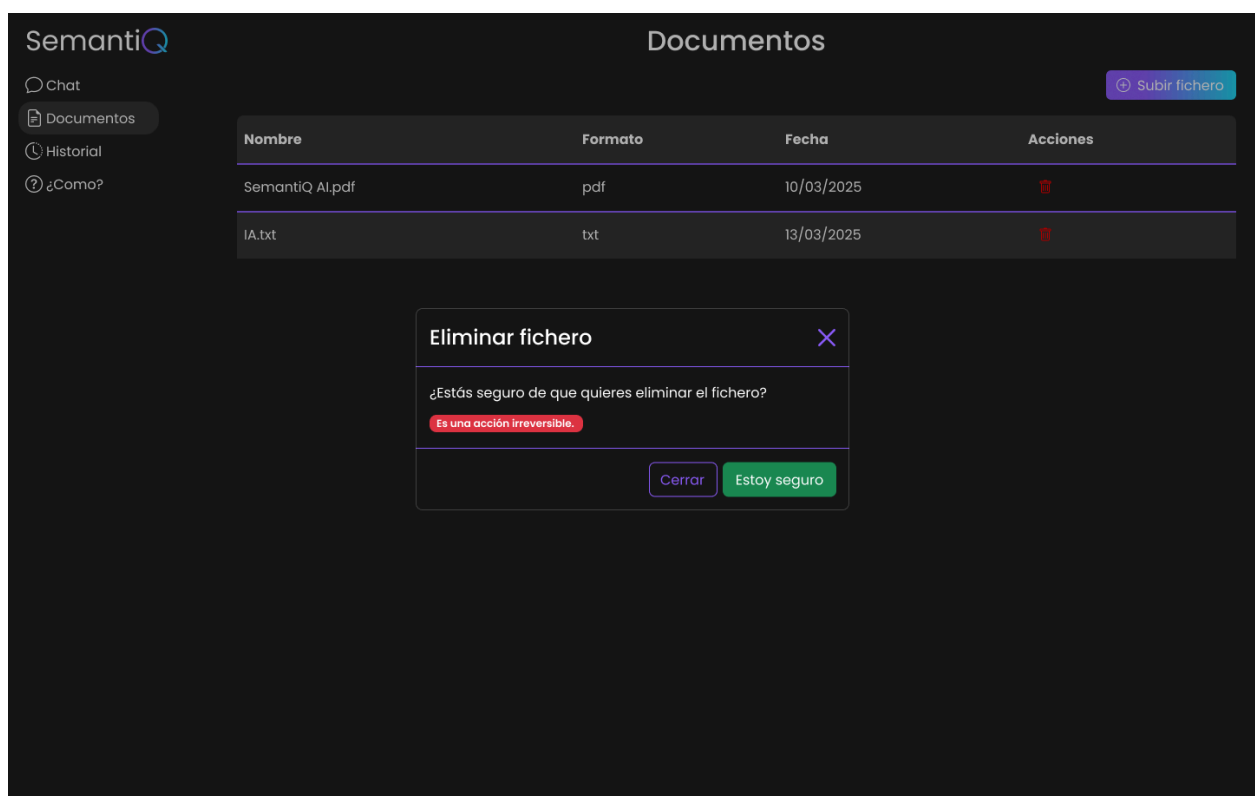 SemantiQ
Documentos
Chat
Subir fichero
Documentos
Historial
¿Como?
Nombre Formato Fecha Acciones
SemantiQ AI.pdf pdf 10/03/2025
IA.txt txt 13/03/2025
Eliminar fichero
¿Estás seguro de que quieres eliminar el fichero?
Es una acción irreversible.
Cerrar Estoy seguro